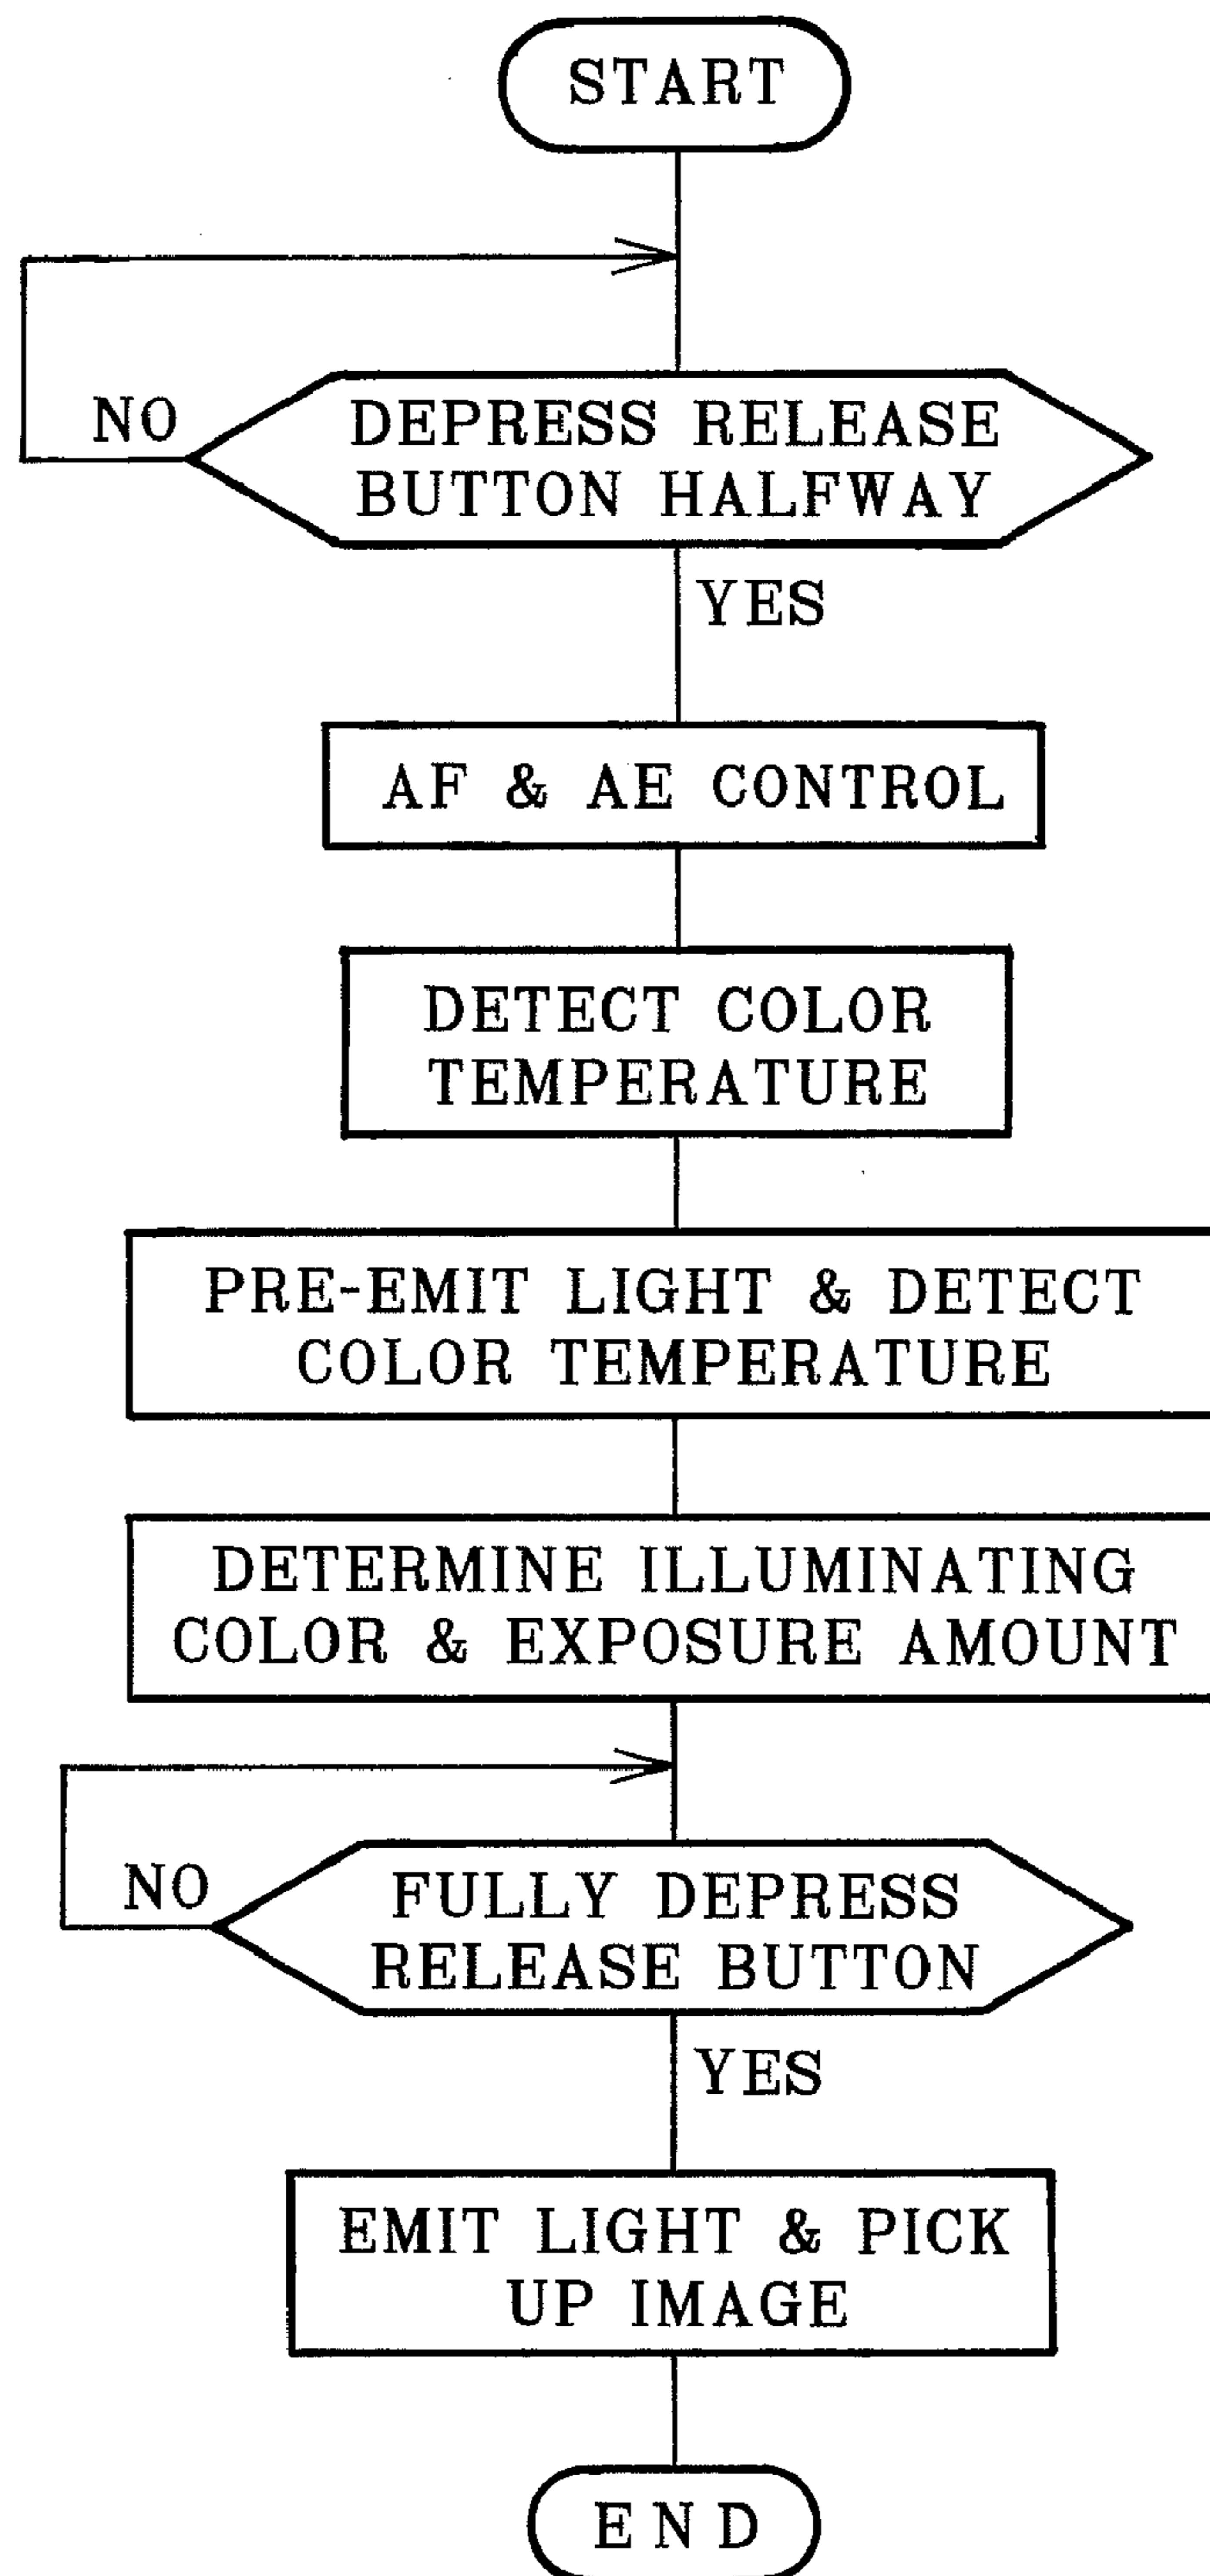 START
NO
DEPRESS RELEASE
BUTTON HALFWAY
YES
AF & AE CONTROL
DETECT COLOR
TEMPERATURE
PRE-EMIT LIGHT & DETECT
COLOR TEMPERATURE
DETERMINE ILLUMINATING
COLOR & EXPOSURE AMOUNT
NO
FULLY DEPRESS
RELEASE BUTTON
YES
EMIT LIGHT & PICK
UP IMAGE
END